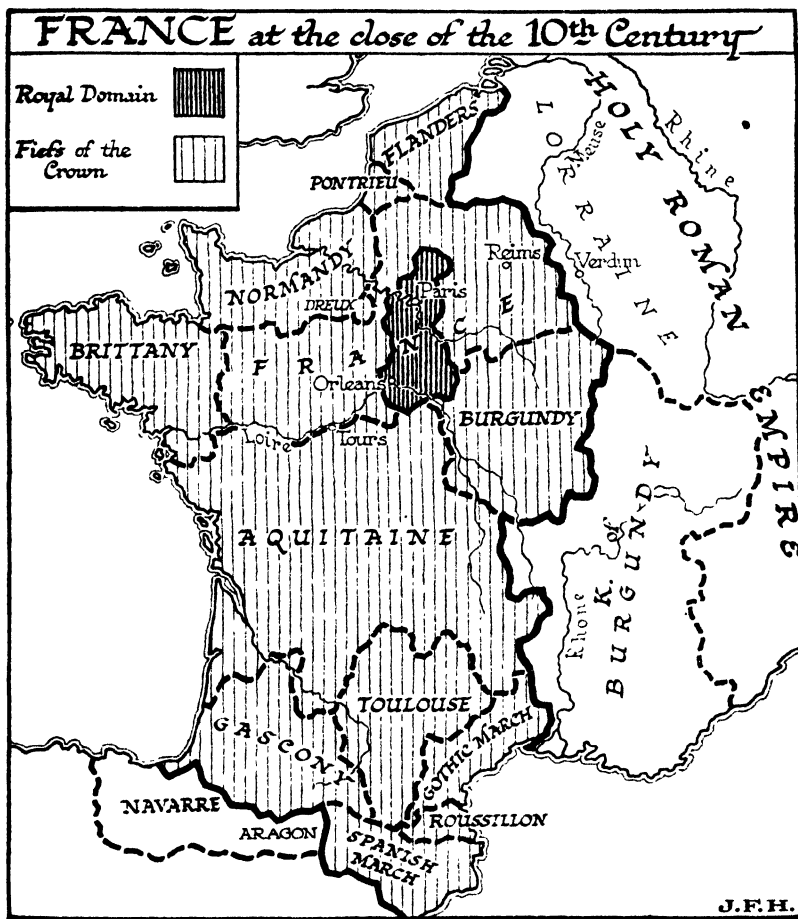 FRANCE at the close of the 10th Century
Royal Domain
Fiefs of the
Crown
FLANDERS
PONTRIEU
LORRAINE
Meuse
HOLY ROMAN
Rhine
EMPIRE
Reims
Verdun
NORMANDY
DREUX
Paris
BRITTANY
FRANCE
Orleans
BURGUNDY
Loire
Tours
AQUITAINE
K. of
BURGUNDY
Rhone
TOULOUSE
GASCONY
GOTHIC MARCH
NAVARRE
ARAGON
ROUSSILLON
SPANISH
MARCH
J.F.H.